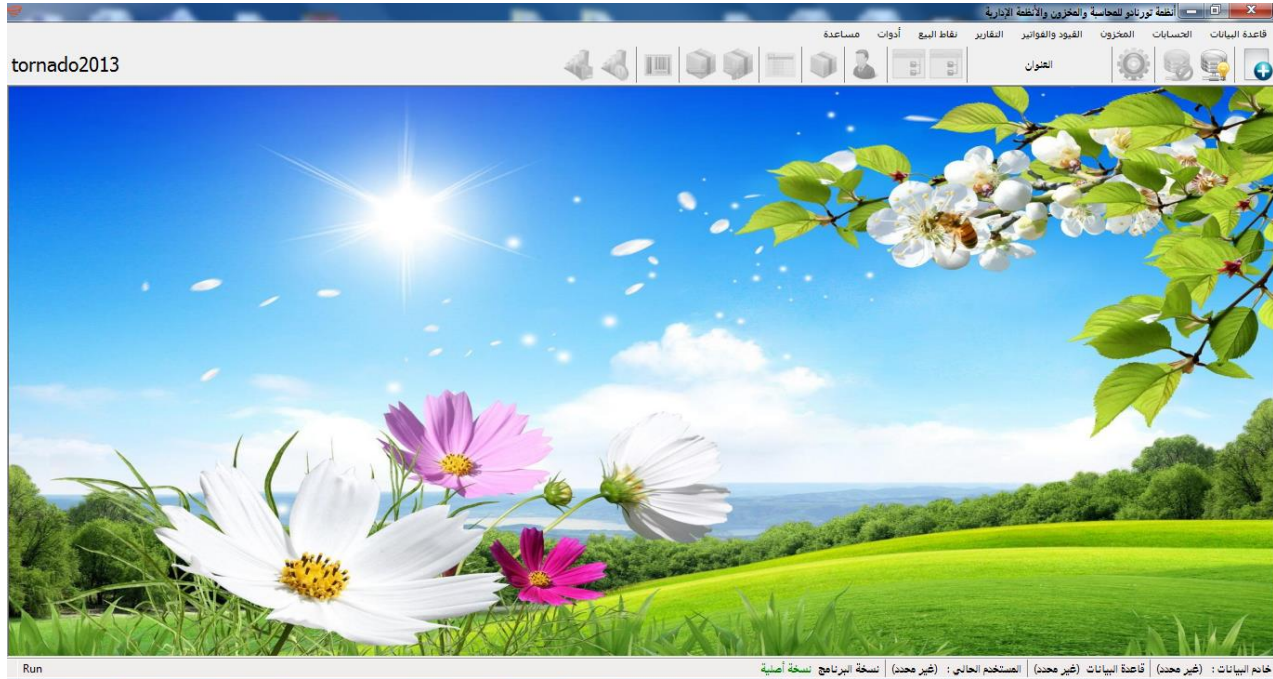 أنظمة تورنادو للمحاسبة والمخزون والأنظمة الإدارية
قاعدة البيانات الحسابات المخزون القيود والفواتير التقارير نقاط البيع أدوات مساعدة
العنوان
tornado2013
خادم البيانات : (غير محدد) قاعدة البيانات (غير محدد) المستخدم الحالي : (غير محدد) نسخة البرنامج نسخة أصلية
Run